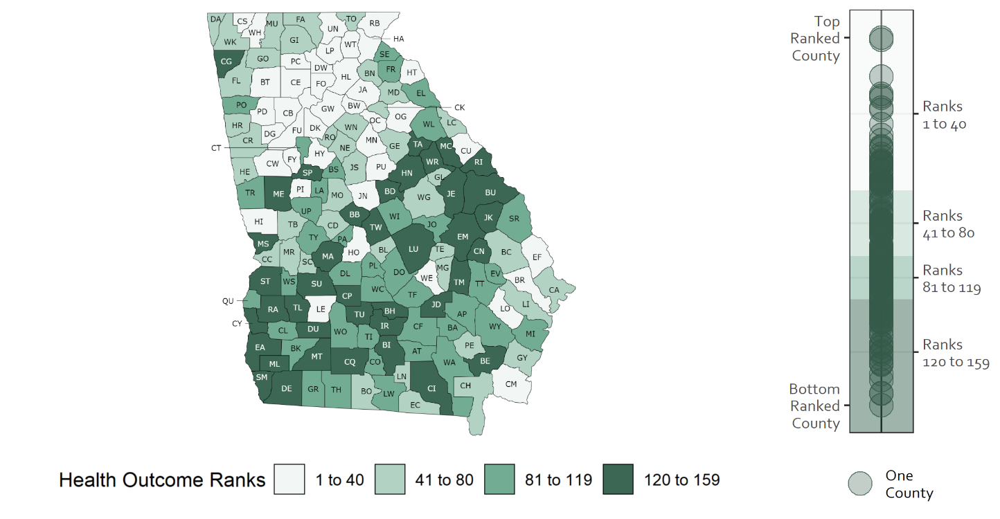 DA
CS
MU
FA
TO
UN
RB
WH
WK
GI
LP
WT
HA
CG
GO
PC
DW
SE
FR
HT
FL
BT
CE
FO
HL
BN
JA
MD
EL
PO
PD
CB
GW
BW
CK
HR
DG
FU
DK
WN
OC
OG
WL
LC
CR
RO
NE
MN
GE
TA
MC
CU
CT
CW
FY
HY
HE
SP
BS
JS
PU
HN
WR
RI
GL
TR
ME
PI
LA
MO
JN
BD
WG
JE
BU
UP
HI
TB
CD
BB
TW
WI
JO
JK
SR
MS
TY
PA
EM
CC
MR
SC
MA
HO
BL
LU
TE
CN
BC
EF
ST
WS
SU
DL
PL
DO
WE
MG
TM
TT
EV
BR
CA
QU
CP
WC
TF
RA
TL
LE
TU
BH
JD
AP
LO
LI
CY
CL
DU
WO
TI
IR
CF
BA
WY
MI
EA
BK
MT
CQ
CO
BI
AT
WA
PE
BE
GY
ML
SM
DE
GR
TH
BO
LW
LN
EC
CI
CH
CM
Top
Ranked
County
Ranks
1 to 40
Ranks
41 to 80
Ranks
81 to 119
Ranks
120 to 159
Bottom
Ranked
County
Health Outcome Ranks 1 to 40 41 to 80 81 to 119 120 to 159
One
County